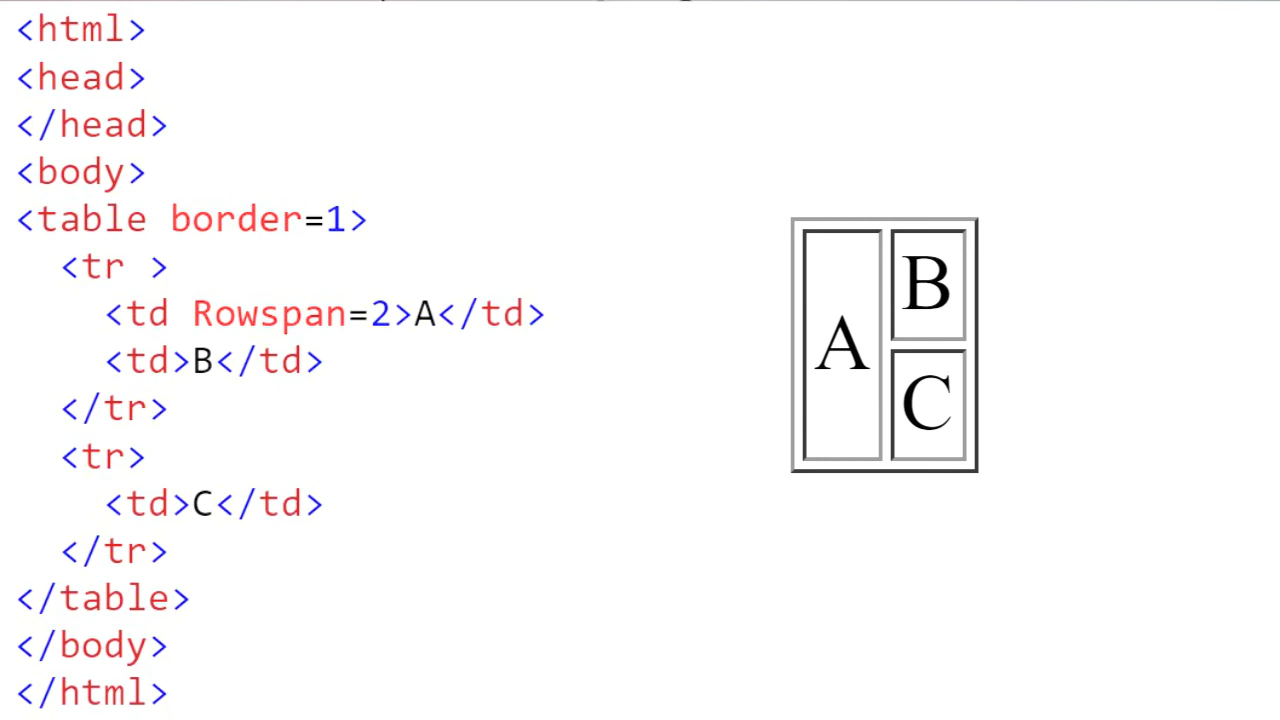 <html>
<head>
</head>
<body>
<table border=1>
<tr >
<td Rowspan=2>A</td>
<td>B</td>
</tr>
<tr>
<td>C</td>
</tr>
</table>
</body>
</html>
A
B
C